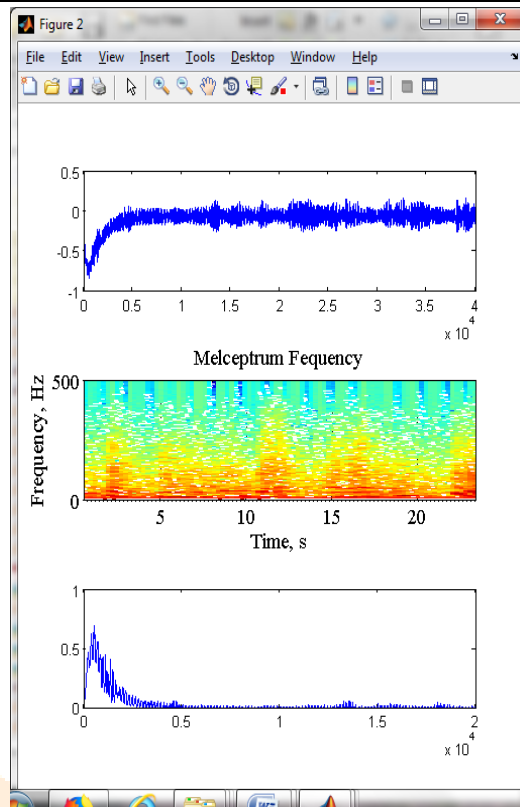 Figure 2
File Edit View Insert Tools Desktop Window Help
0.5
0
-0.5
-1
0 0.5 1 1.5 2 2.5 3 3.5 4
x 10^4
Melceptrum Fequency
500
0
Frequency, Hz
5 10 15 20
Time, s
1
0.5
0
0 0.5 1 1.5 2
x 10^4